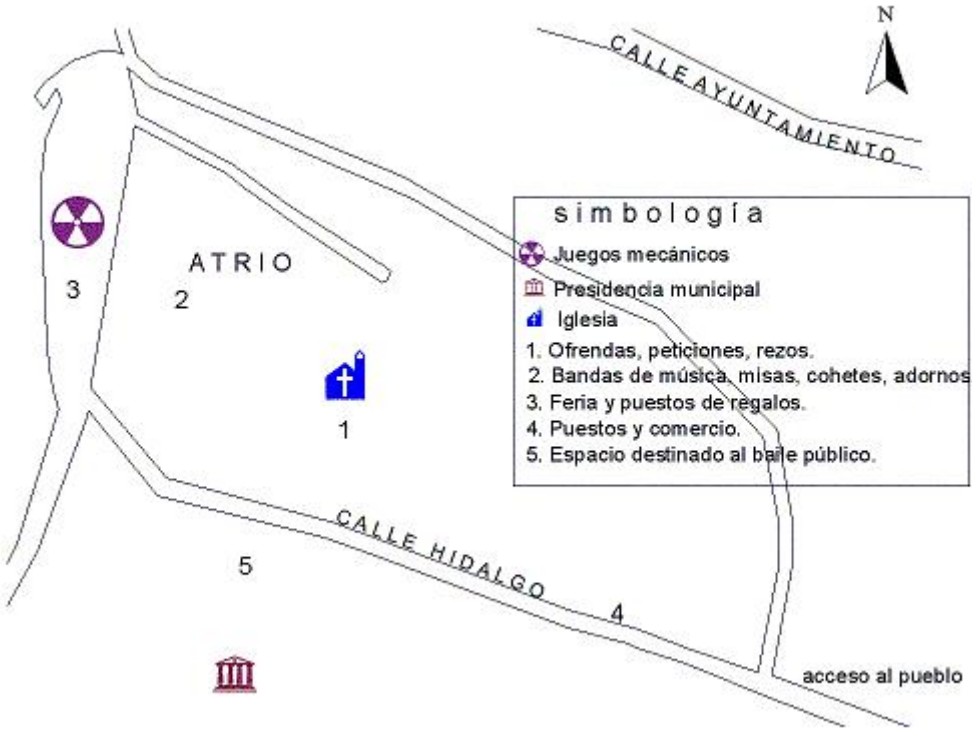 N
CALLE AYUNTAMIENTO
simbología
Juegos mecánicos
Presidencia municipal
Iglesia
1. Ofrendas, peticiones, rezos.
2. Bandas de música, misas, cohetes, adornos
3. Feria y puestos de regalos.
4. Puestos y comercio.
5. Espacio destinado al baile público.
ATRIO
3
2
1
CALLE HIDALGO
5
4
acceso al pueblo